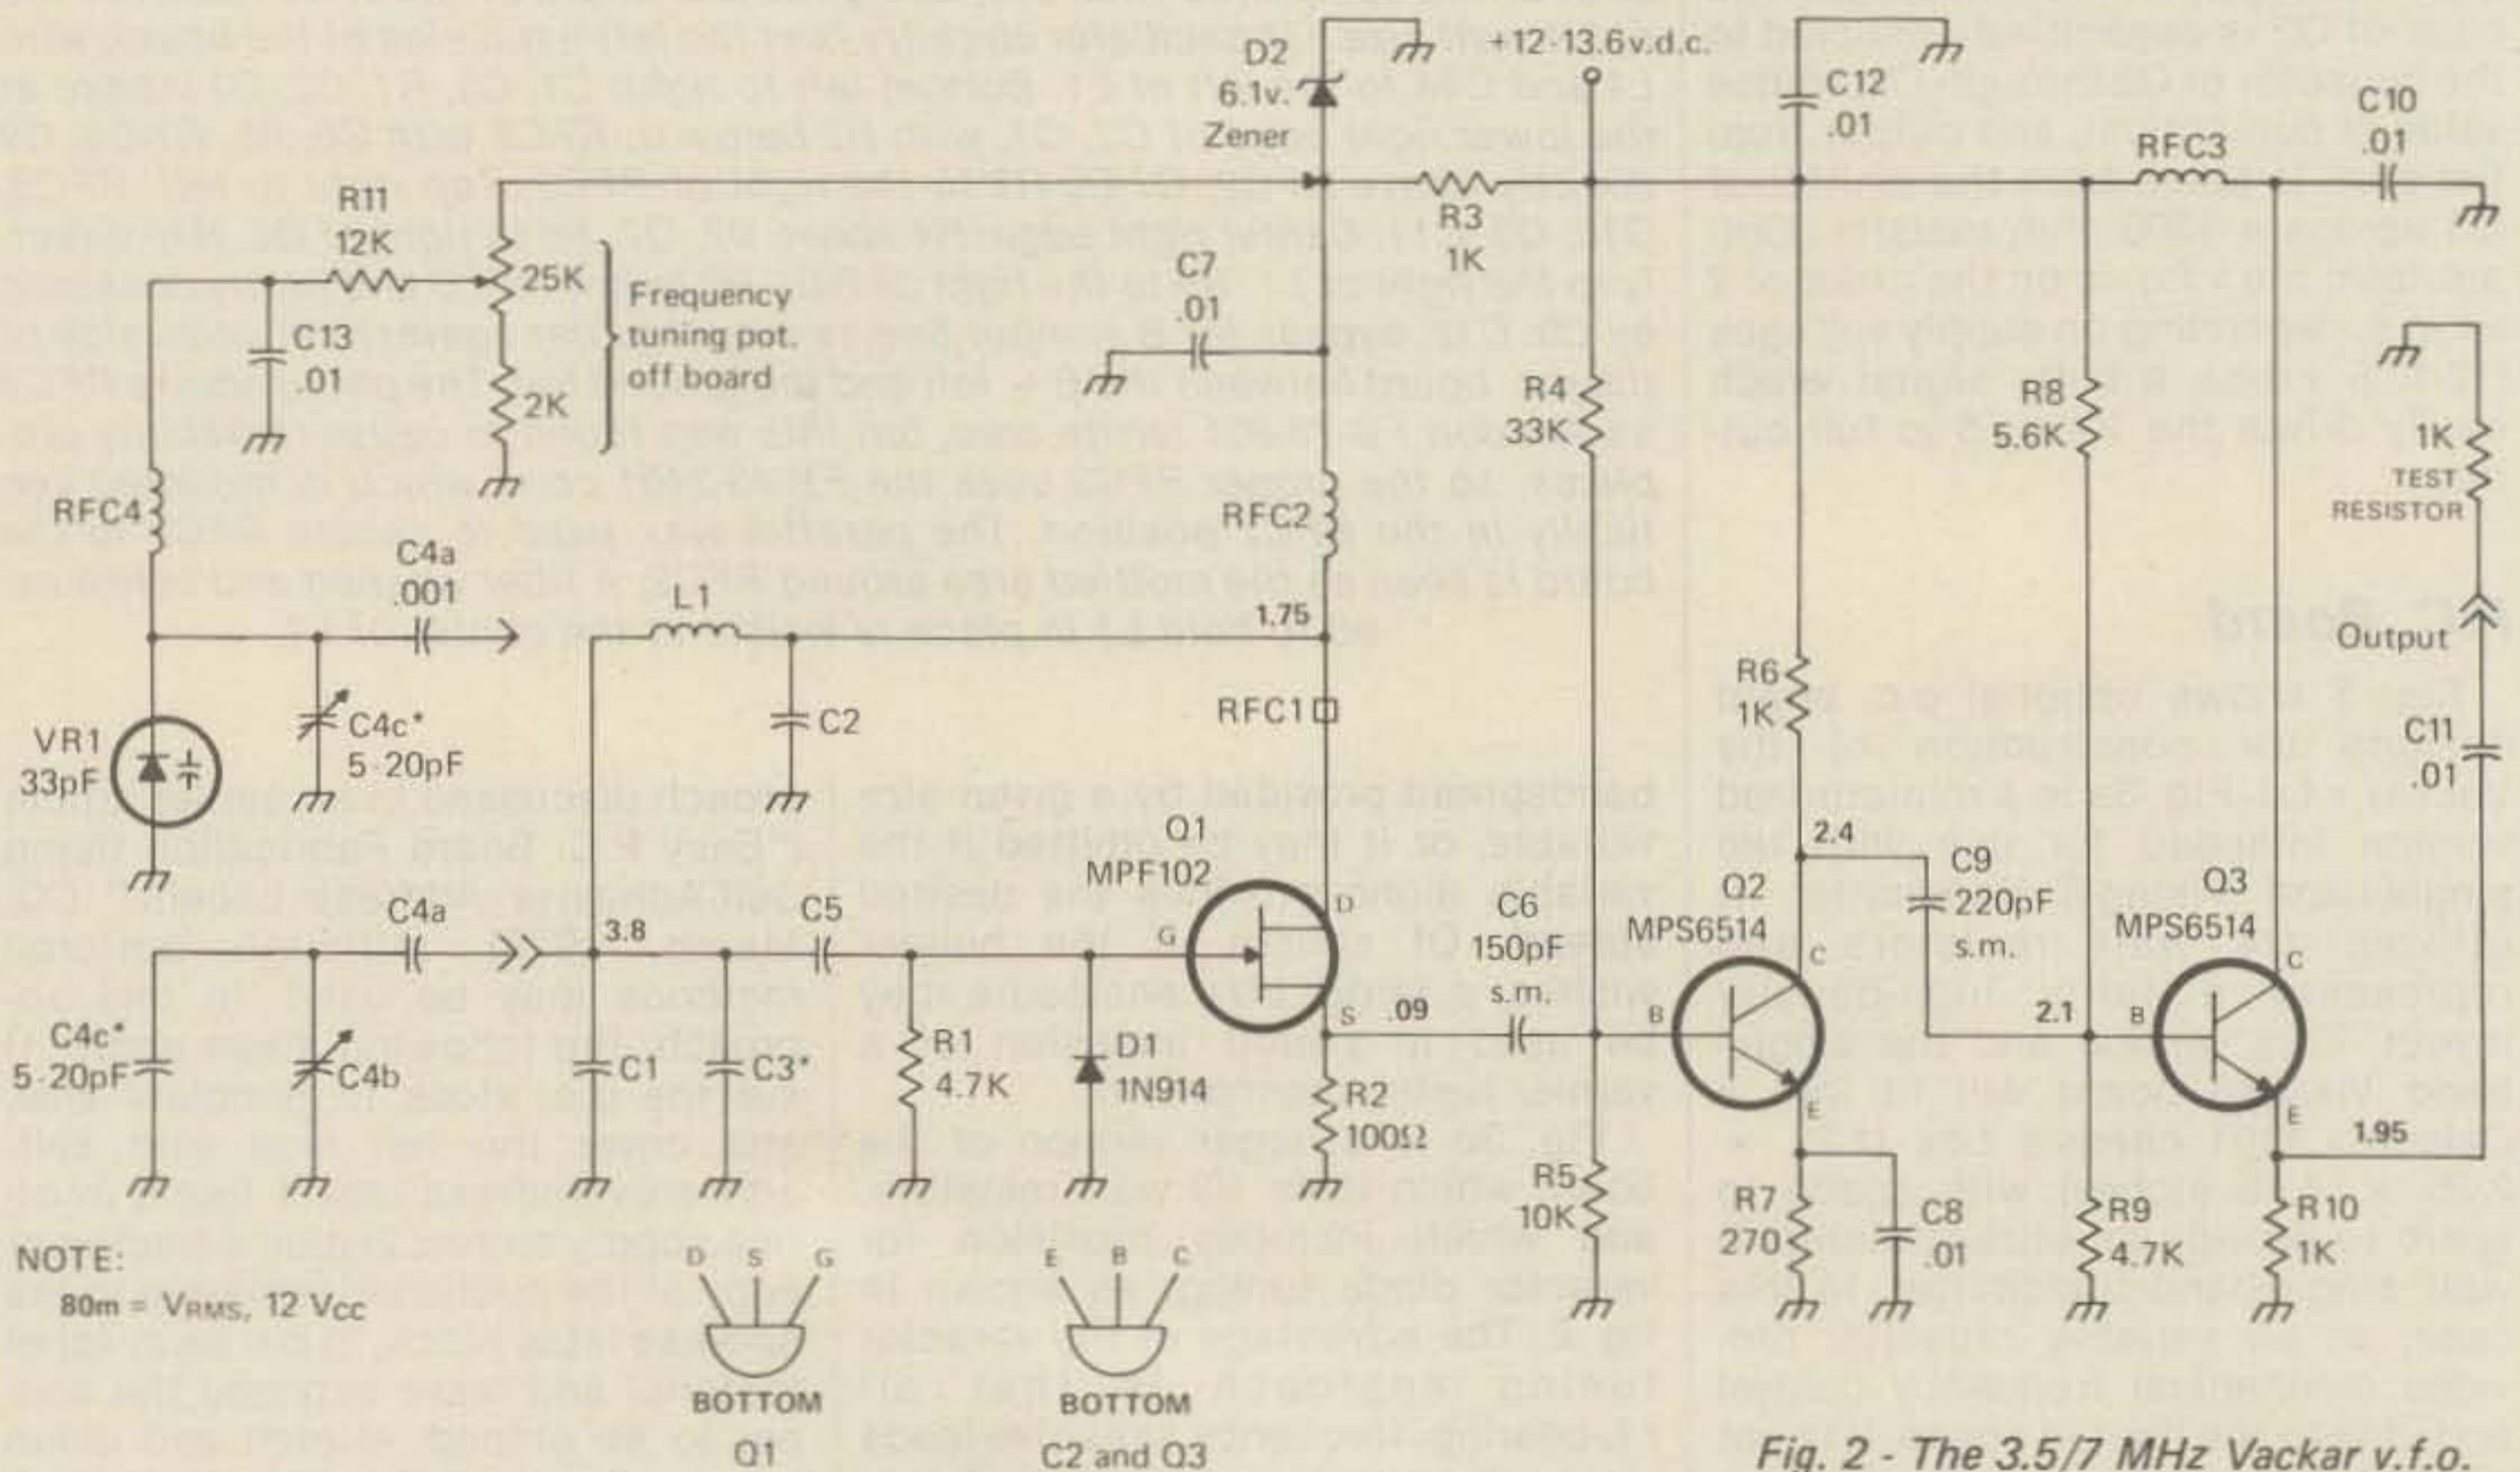 D2
6.1v.
Zener
+12-13.6v.d.c.
C12
.01
C10
.01
RFC3
R11
12K
25K
Frequency
tuning pot.
off board
2K
C13
.01
C7
.01
R3
1K
R4
33K
R8
5.6K
1K
TEST
RESISTOR
RFC4
C4a
.001
L1
RFC2
1.75
Output
VR1
33pF
C4c*
5-20pF
C2
RFC1
R6
1K
C11
.01
Q1
MPF102
2.4
C9
220pF
s.m.
Q2
MPS6514
Q3
MPS6514
C4a
3.8
C5
G
D
S
.09
C6
150pF
s.m.
B
C
E
2.1
B
C
E
1.95
C4c*
5-20pF
C4b
C1
C3*
R1
4.7K
D1
1N914
R2
100Ω
R5
10K
R7
270
C8
.01
R9
4.7K
R10
1K
NOTE:
80m = VRMS, 12 VCC
D S G
BOTTOM
Q1
E B C
BOTTOM
C2 and Q3
Fig. 2 - The 3.5/7 MHz Vackar v.f.o.